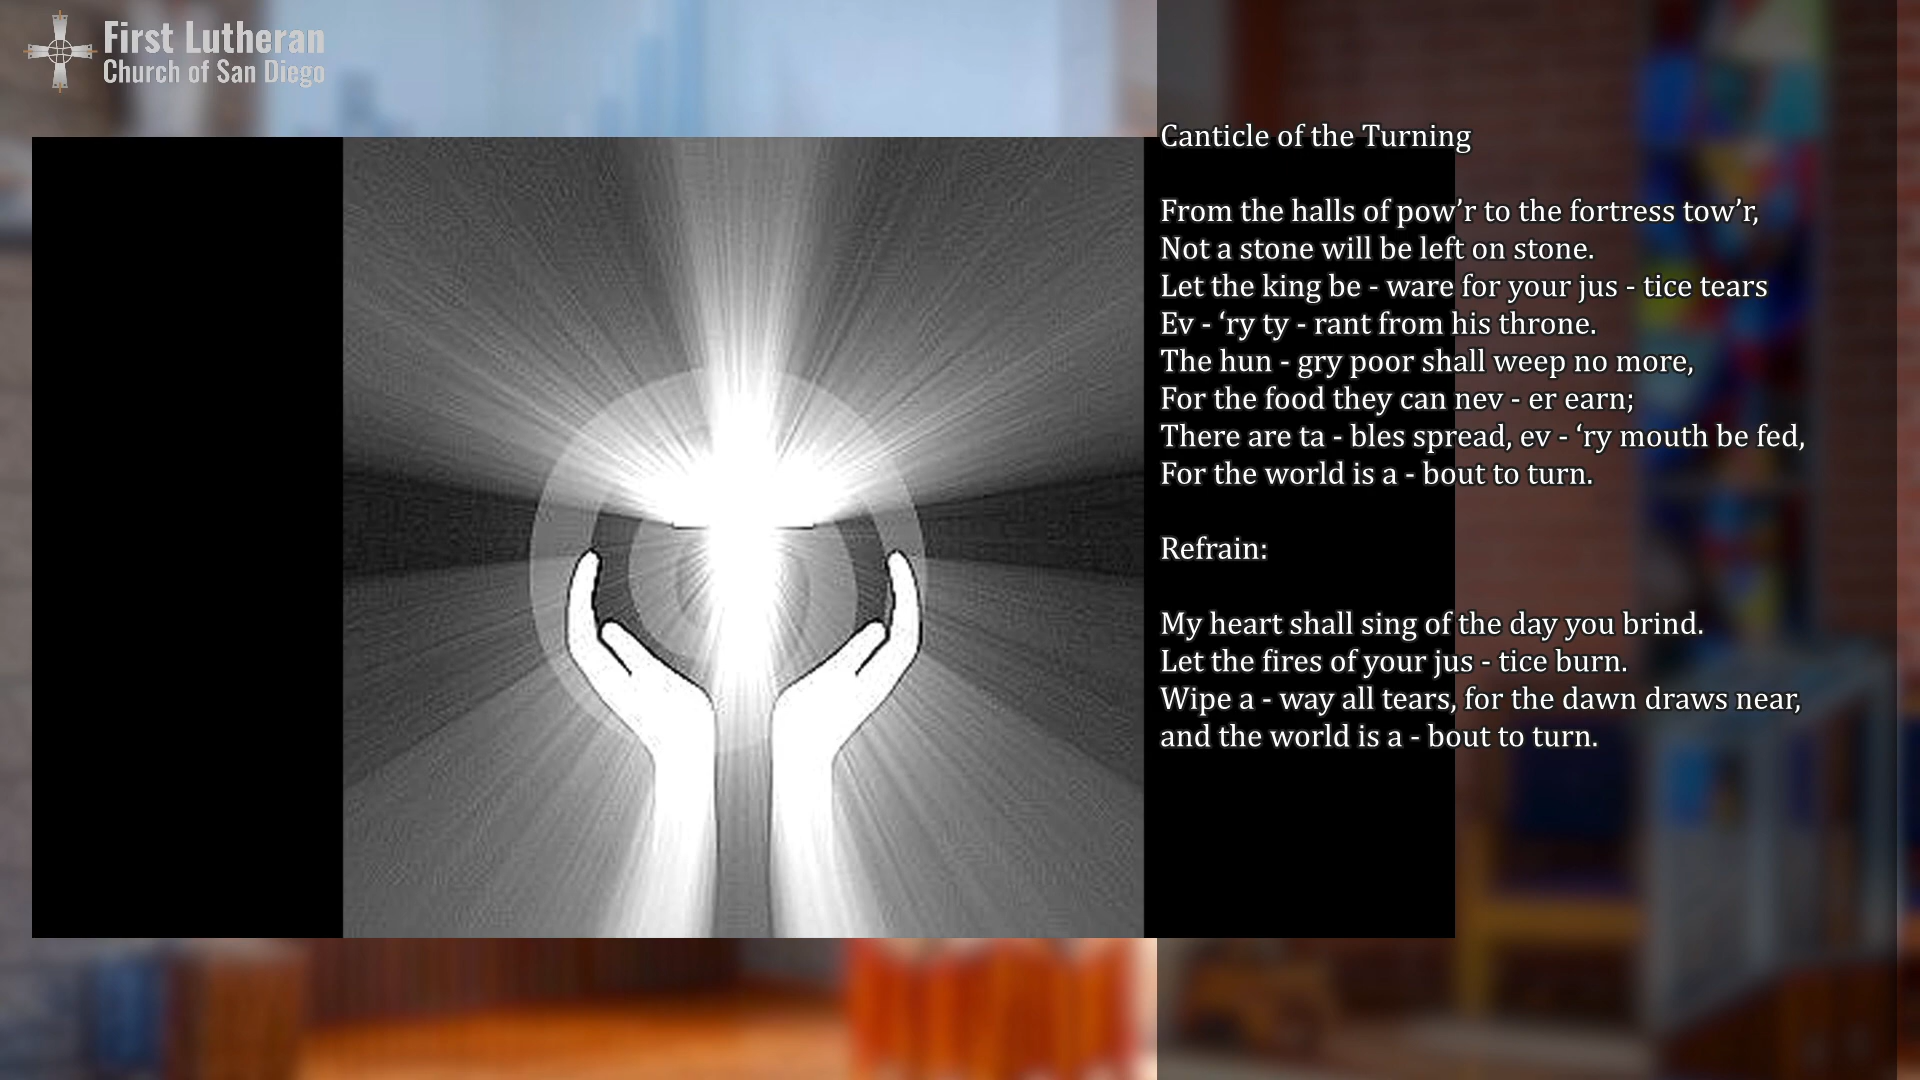 First Lutheran
Church of San Diego
Canticle of the Turning
From the halls of pow’r to the fortress tow’r,
Not a stone will be left on stone.
Let the king be - ware for your jus - tice tears
Ev - ‘ry ty - rant from his throne.
The hun - gry poor shall weep no more,
For the food they can nev - er earn;
There are ta - bles spread, ev - ‘ry mouth be fed,
For the world is a - bout to turn.
Refrain:
My heart shall sing of the day you brind.
Let the fires of your jus - tice burn.
Wipe a - way all tears, for the dawn draws near,
and the world is a - bout to turn.